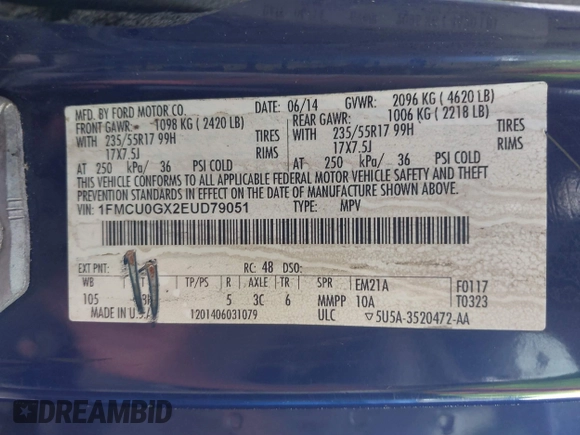 MFD. BY FORD MOTOR CO.
DATE: 06/14 GVWR: 2096 KG ( 4620 LB)
FRONT GAWR: 1098 KG ( 2420 LB) REAR GAWR: 1006 KG ( 2218 LB)
WITH 235/55R17 99H TIRES WITH 235/55R17 99H TIRES
17X7.5J RIMS 17X7.5J RIMS
AT 250 kPa/ 36 PSI COLD AT 250 kPa/ 36 PSI COLD
THIS VEHICLE CONFORMS TO ALL APPLICABLE FEDERAL MOTOR VEHICLE SAFETY AND THEFT
PREVENTION STANDARDS IN EFFECT ON THE DATE OF MANUFACTURE SHOWN ABOVE.
VIN: 1FMCU0GX2EUD79051 TYPE: MPV
EXT PNT: RC: 48 DSO:
WB TP/PS R AXLE TR SPR EM21A F0117
105 5 3C 6 MMPP 10A T0323
MADE IN U.S.A. 1201406031079 ULC ▽5U5A-3520472-AA
DREAMBID